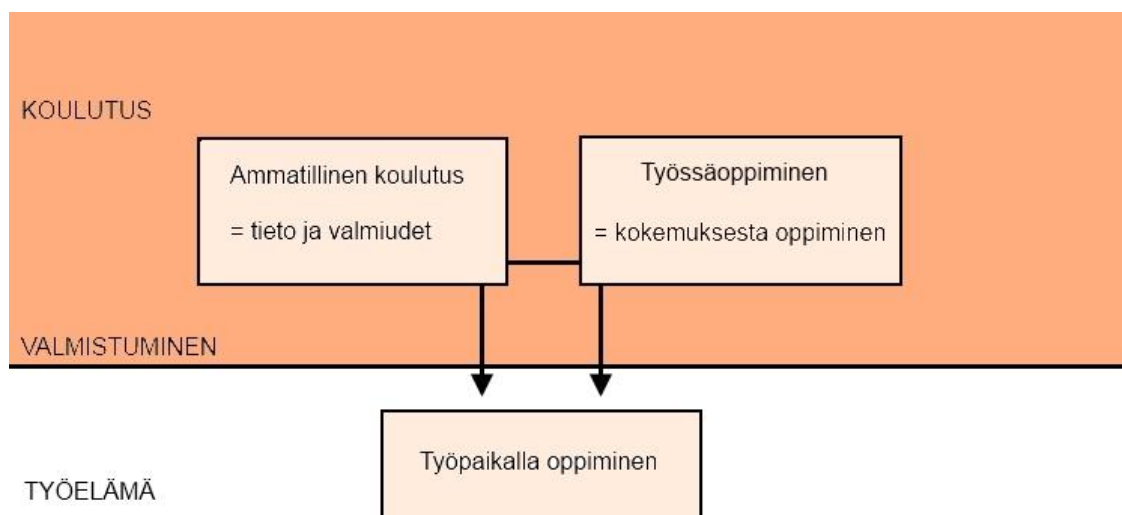 KOULUTUS
Ammatillinen koulutus
= tieto ja valmiudet
Työssäoppiminen
= kokemuksesta oppiminen
VALMISTUMINEN
Työpaikalla oppiminen
TYÖELÄMÄ